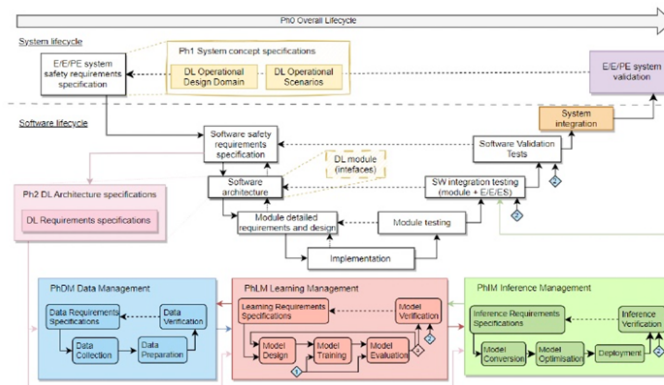 Ph0 Overall Lifecycle
System lifecycle
E/E/PE system
safety requirements
specification
Ph1 System concept specifications
DL Operational
Design Domain
DL Operational
Scenarios
E/E/PE system
validation
Software lifecycle
System
integration
Software safety
requirements
specification
Software Validation
Tests
DL module
(intefaces)
Ph2 DL Architecture specifications
DL Requirements specifications
Software
architecture
SW integration testing
(module + E/E/ES)
2
2
Module detailed
requirements and design
Module testing
Implementation
PhDM Data Management
Data Requirements
Specifications
Data
Verification
Data
Collection
Data
Preparation
PhLM Learning Management
Learning Requirements
Specifications
Model
Verification
Model
Design
Model
Training
Model
Evaluation
2
PhIM Inference Management
Inference Requirements
Specifications
Inference
Verification
Model
Conversion
Model
Optimisation
Deployment
2